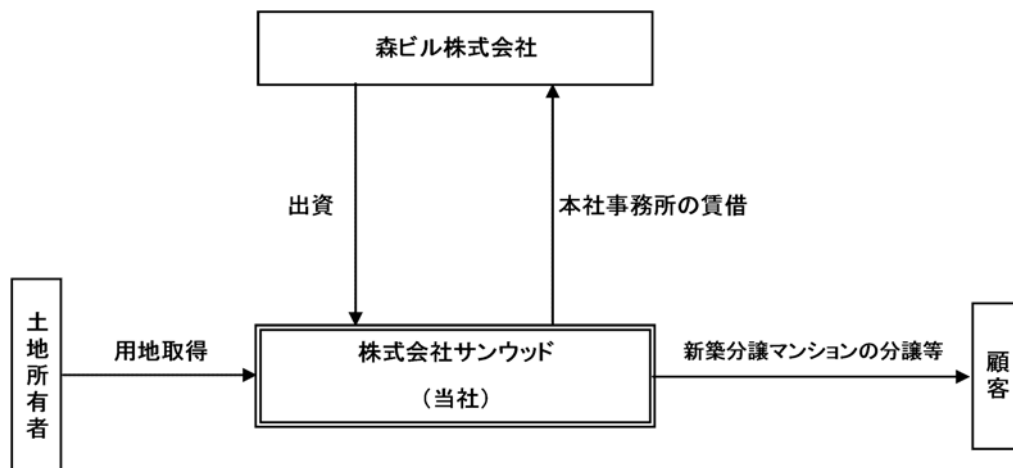 森ビル株式会社
出資
本社事務所の賃借
土地所有者
用地取得
株式会社サンウッド
（当社）
新築分譲マンションの分譲等
顧客